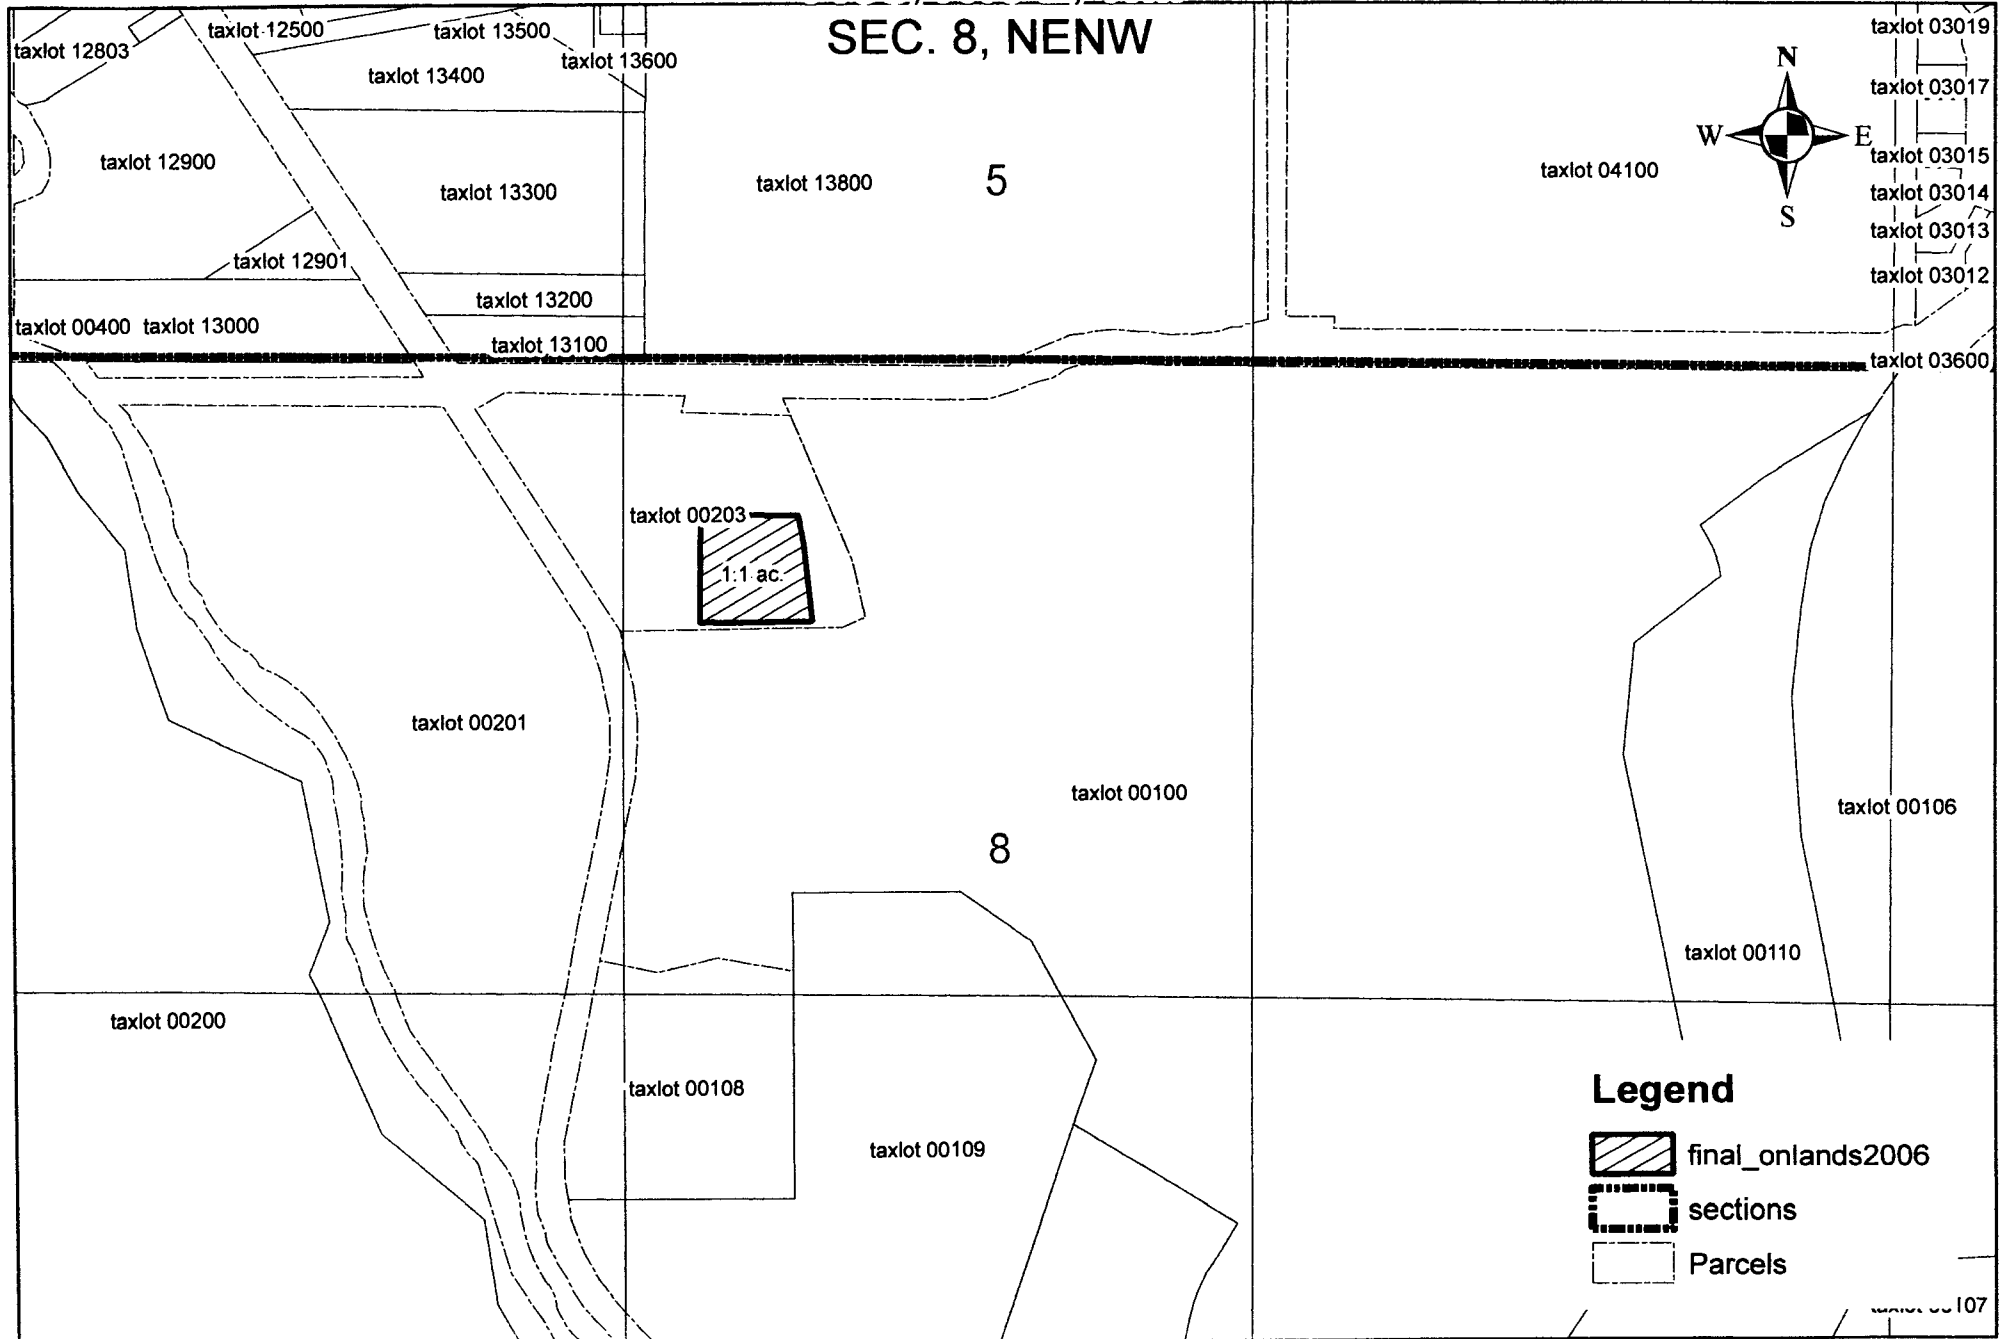 SEC. 8, NENW
taxlot 12803
taxlot 12500
taxlot 13500
taxlot 13600
taxlot 13400
taxlot 03019
taxlot 03017
N
W
E
S
taxlot 12900
taxlot 13300
taxlot 13800
5
taxlot 04100
taxlot 03015
taxlot 03014
taxlot 03013
taxlot 03012
taxlot 12901
taxlot 13200
taxlot 00400
taxlot 13000
taxlot 13100
taxlot 03600
taxlot 00203
1.1 ac.
taxlot 00201
taxlot 00100
taxlot 00106
8
taxlot 00110
taxlot 00200
taxlot 00108
taxlot 00109
Legend
final_onlands2006
sections
Parcels